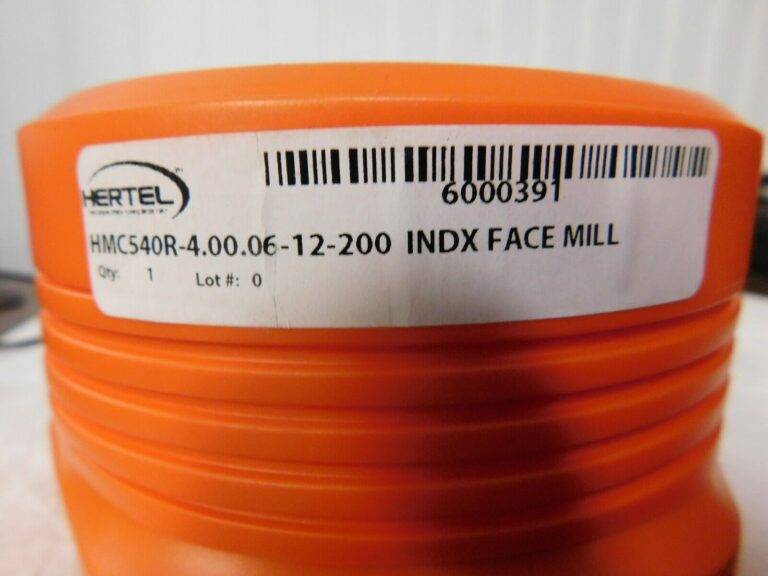 HERTEL
6000391
HMC540R-4.00.06-12-200 INDX FACE MILL
Qty: 1 Lot #: 0